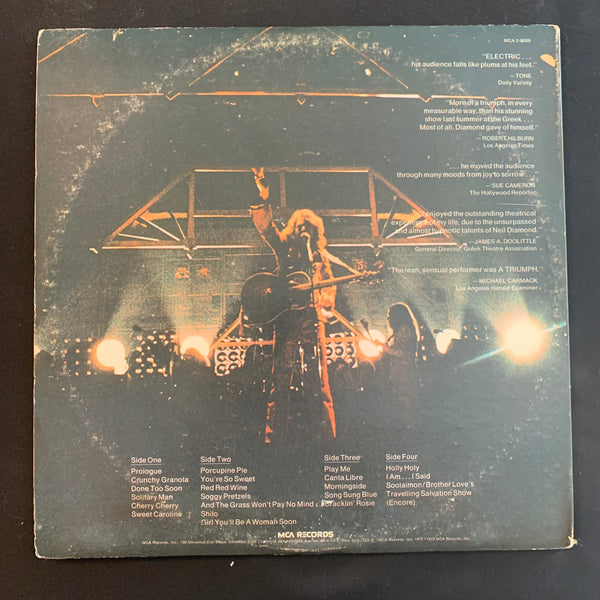 MCA 2-8000
"ELECTRIC . . .
his audience falls like plums at his feet."
— TONE
Daily Variety
"More of a triumph, in every
measurable way, than his stunning
show last summer at the Greek . . .
Most of all, Diamond gave of himself."
— ROBERT HILBURN
Los Angeles Times
". . . he moved the audience
through many moods from joy to sorrow
— SUE CAMERON
The Hollywood Reporter
enjoyed the outstanding theatrical
experience of my life, due to the unsurpassed
and almost hypnotic talents of Neil Diamond.
— JAMES A. DOOLITTLE
General Director, Greek Theatre Association
"The lean, sensual performer was A TRIUMPH."
— MICHAEL CARMACK
Los Angeles Herald-Examiner
Side One
Prologue
Crunchy Granola
Done Too Soon
Solitary Man
Cherry Cherry
Sweet Caroline
Side Two
Porcupine Pie
You're So Sweet
Red Red Wine
Soggy Pretzels
And The Grass Won't Pay No Mind
Shilo
Girl You'll Be A Woman Soon
Side Three
Play Me
Canta Libre
Morningside
Song Sung Blue
Cracklin' Rosie
Side Four
Holly Holy
I Am . . . I Said
Soolaimon/Brother Love's
Travelling Salvation Show
(Encore)
MCA RECORDS
MCA Records, Inc., 100 Universal City Plaza,